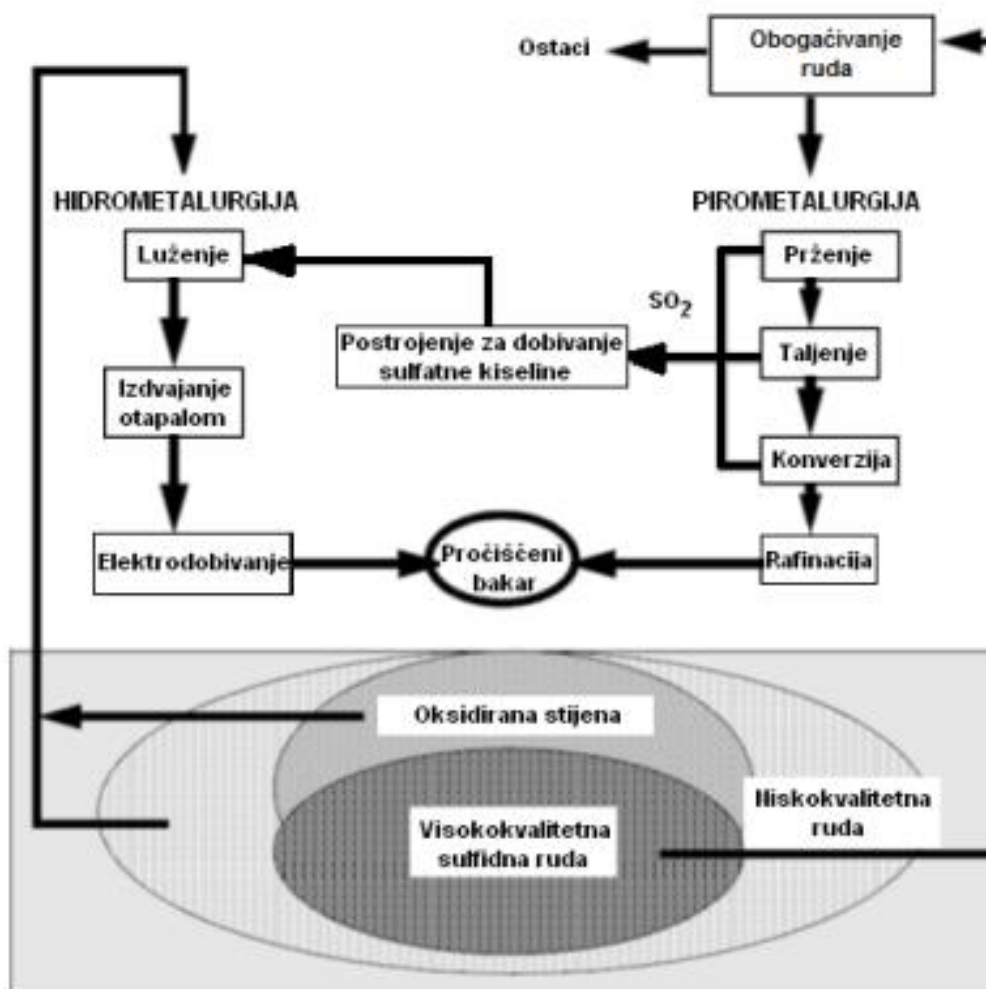 Ostaci
Obogaćivanje
ruda
HIDROMETALURGIJA
PIROMETALURGIJA
Luženje
Prženje
SO2
Postrojenje za dobivanje
sulfatne kiseline
Taljenje
Izdvajanje
otapalom
Konverzija
Elektrodobivanje
Pročiščeni
bakar
Rafinacija
Oksidirana stijena
Niskokvalitetna
ruda
Visokokvalitetna
sulfidna ruda